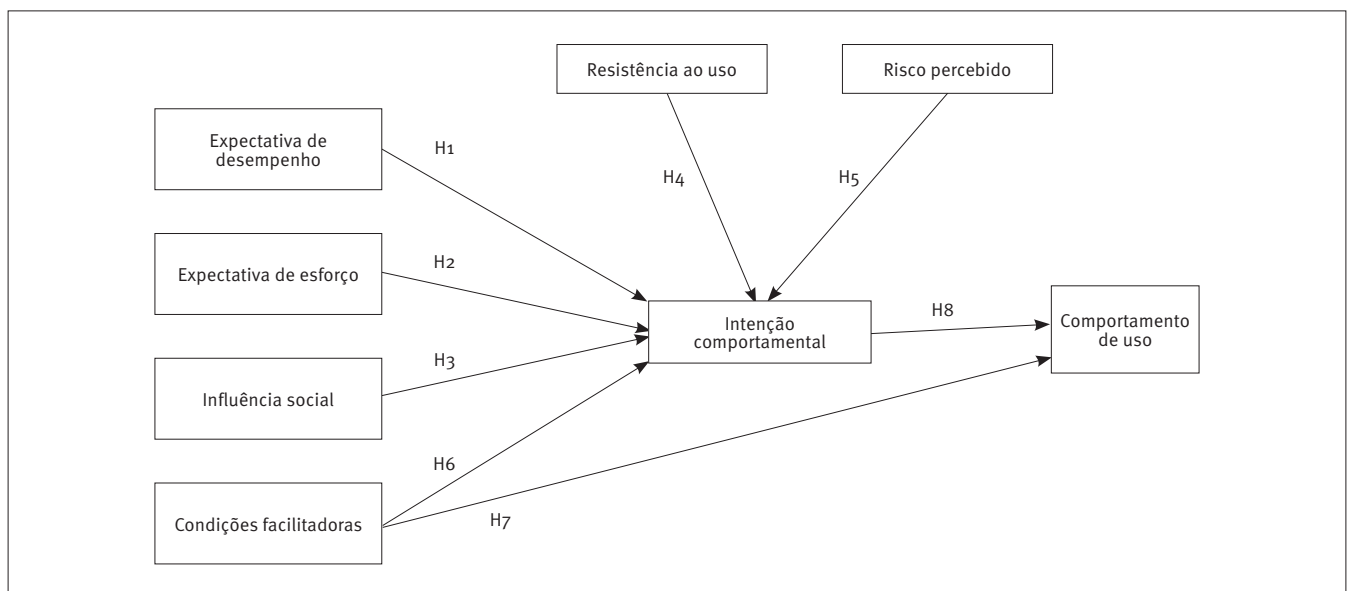 Resistência ao uso
Risco percebido
Expectativa de
desempenho
H1
H4
H5
Expectativa de esforço
H2
Intenção
comportamental
H8
Comportamento
de uso
Influência social
H3
H6
Condições facilitadoras
H7